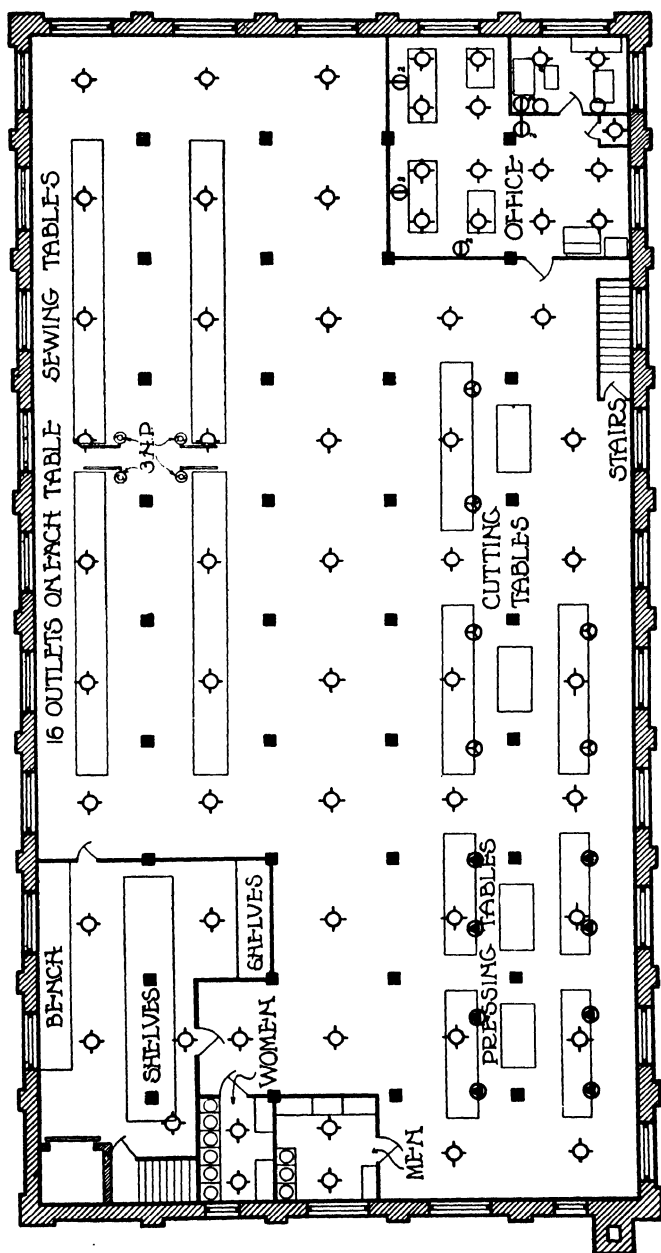 16 OUTLETS ON EACH TABLE SEWING TABLES
3 H.P.
OFFICE
STAIRS
CUTTING
TABLES
PRESSING TABLES
BENCH
SHELVES
SHELVES
WOMEN
MEN